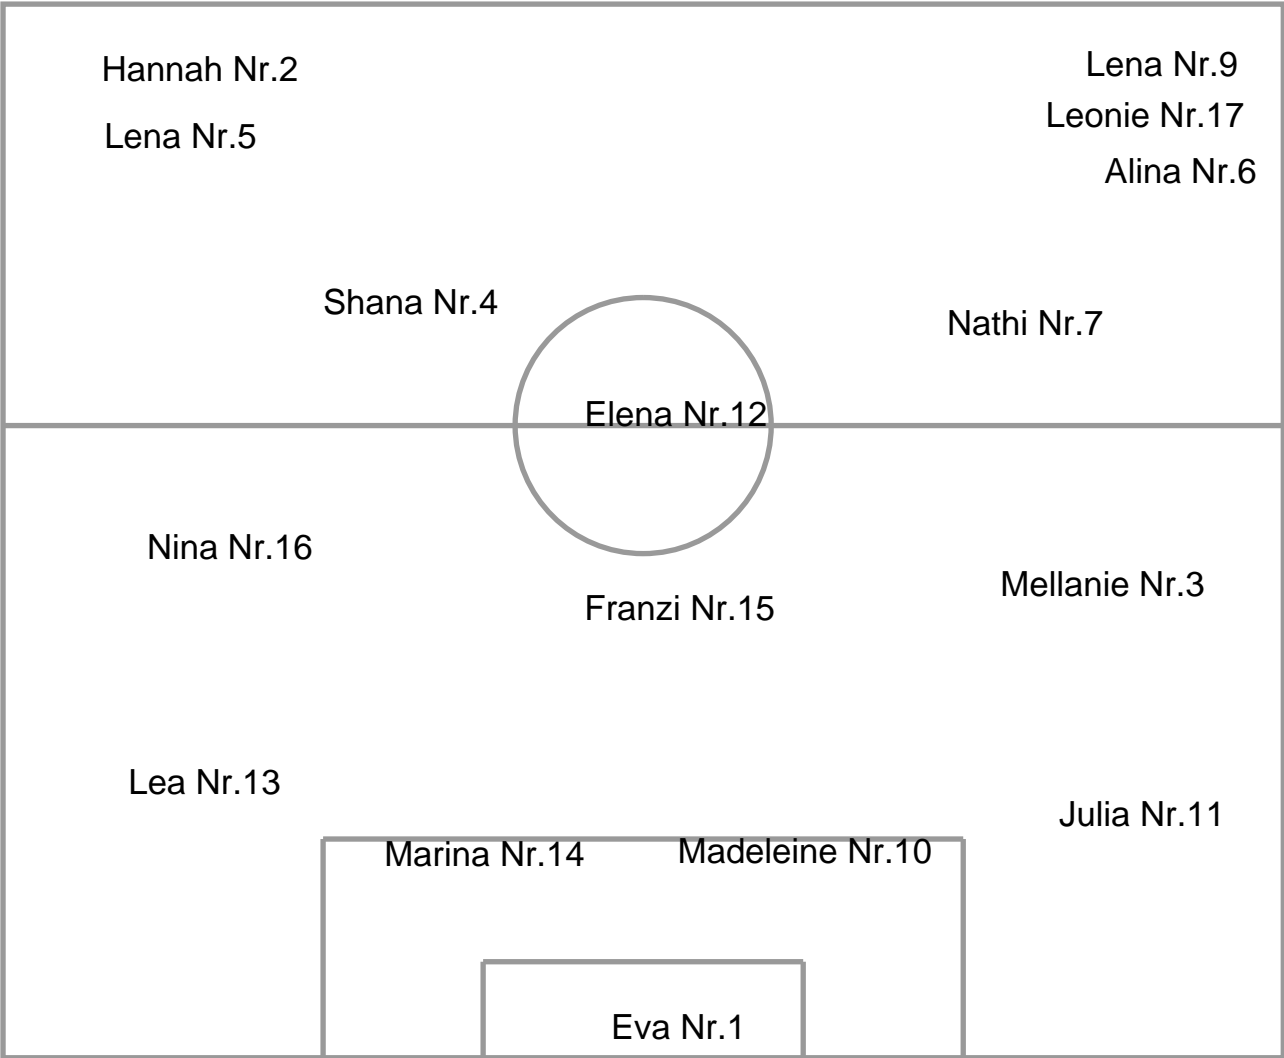 Hannah Nr.2
Lena Nr.9
Leonie Nr.17
Lena Nr.5
Alina Nr.6
Shana Nr.4
Nathi Nr.7
Elena Nr.12
Nina Nr.16
Mellanie Nr.3
Franzi Nr.15
Lea Nr.13
Julia Nr.11
Marina Nr.14
Madeleine Nr.10
Eva Nr.1